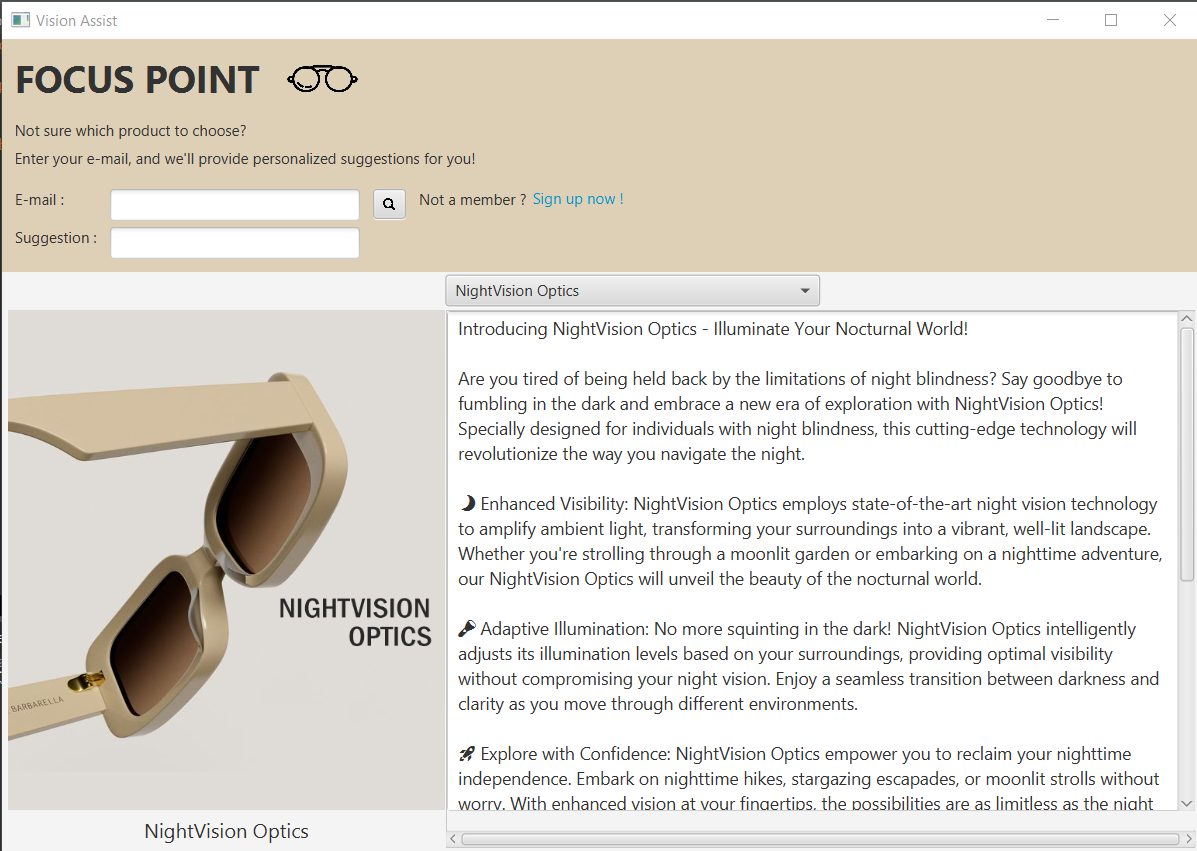 Vision Assist
FOCUS POINT
Not sure which product to choose?
Enter your e-mail, and we'll provide personalized suggestions for you!
E-mail :
Not a member ? Sign up now !
Suggestion :
NightVision Optics
NIGHTVISION
OPTICS
BARBARELLA
NightVision Optics
Introducing NightVision Optics - Illuminate Your Nocturnal World!
Are you tired of being held back by the limitations of night blindness? Say goodbye to
fumbling in the dark and embrace a new era of exploration with NightVision Optics!
Specially designed for individuals with night blindness, this cutting-edge technology will
revolutionize the way you navigate the night.
🌙 Enhanced Visibility: NightVision Optics employs state-of-the-art night vision technology
to amplify ambient light, transforming your surroundings into a vibrant, well-lit landscape.
Whether you're strolling through a moonlit garden or embarking on a nighttime adventure,
our NightVision Optics will unveil the beauty of the nocturnal world.
🔦 Adaptive Illumination: No more squinting in the dark! NightVision Optics intelligently
adjusts its illumination levels based on your surroundings, providing optimal visibility
without compromising your night vision. Enjoy a seamless transition between darkness and
clarity as you move through different environments.
🚀 Explore with Confidence: NightVision Optics empower you to reclaim your nighttime
independence. Embark on nighttime hikes, stargazing escapades, or moonlit strolls without
worry. With enhanced vision at your fingertips, the possibilities are as limitless as the night